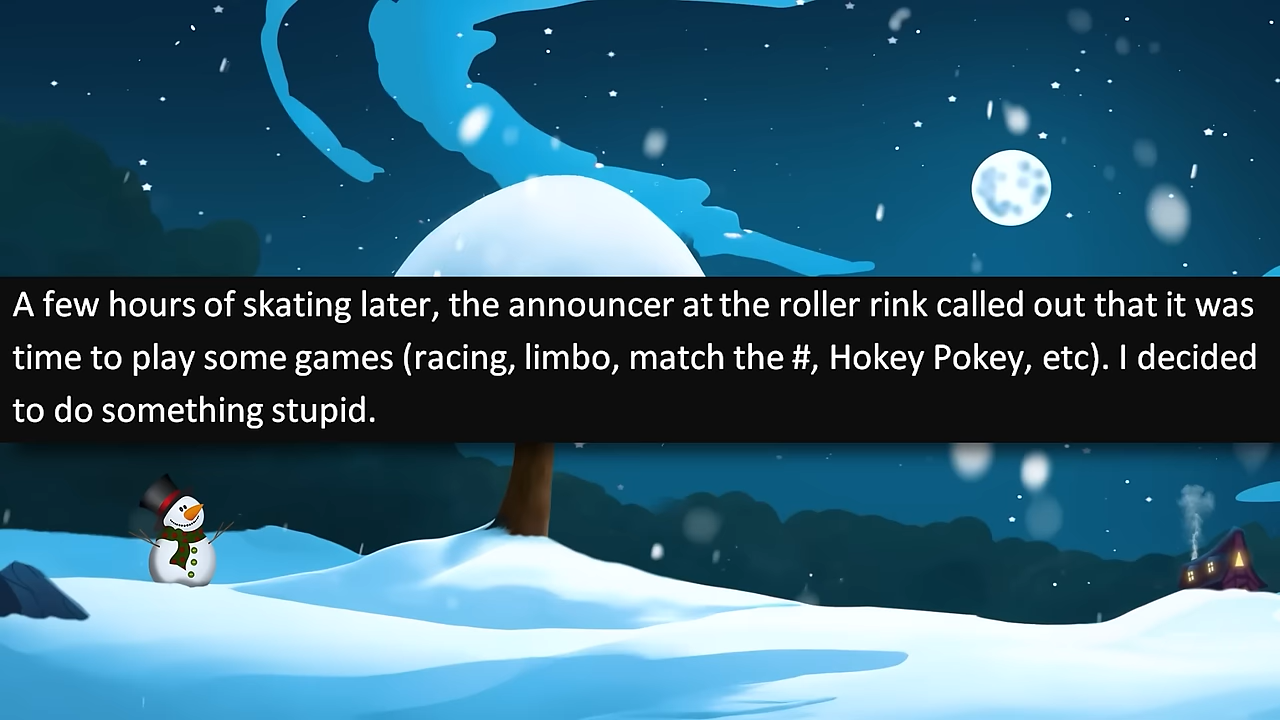 A few hours of skating later, the announcer at the roller rink called out that it was
time to play some games (racing, limbo, match the #, Hokey Pokey, etc). I decided
to do something stupid.